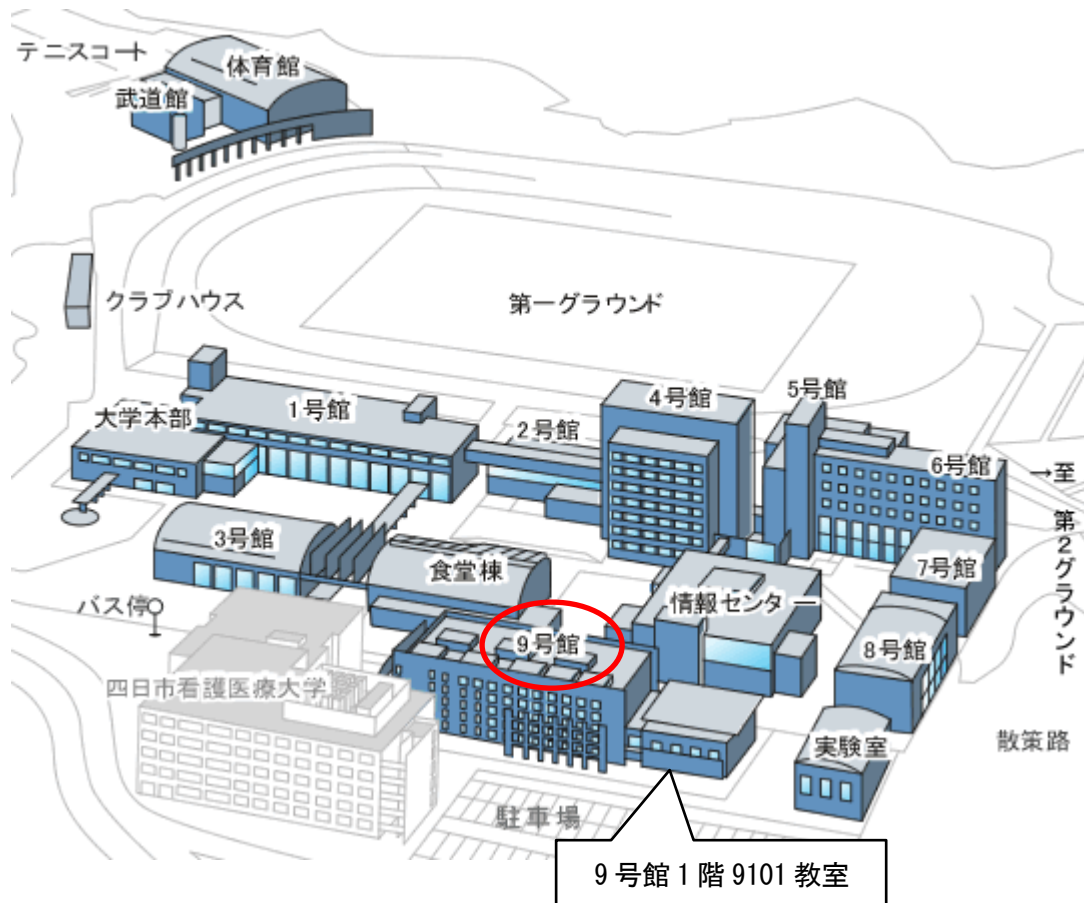 テニスコート
体育館
武道館
クラブハウス
第一グラウンド
大学本部
1号館
2号館
4号館
5号館
6号館
→至
第2グラウンド
3号館
食堂棟
7号館
バス停
情報センター
9号館
8号館
四日市看護医療大学
実験室
散策路
駐車場
9号館1階9101教室